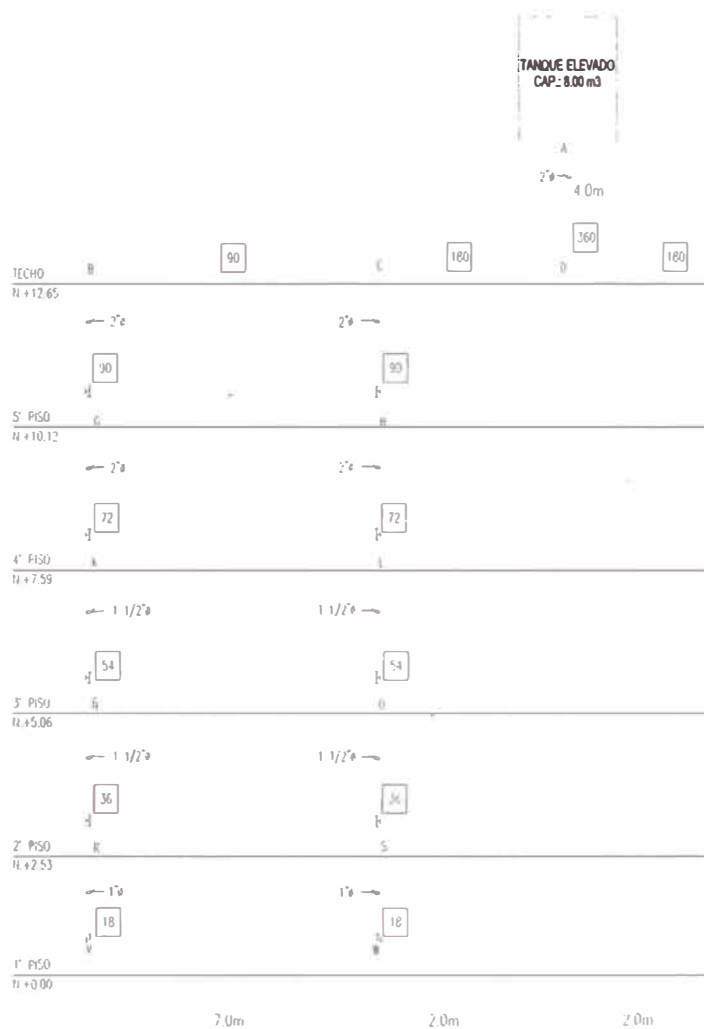 TANQUE ELEVADO
CAP.: 8.00 m3
A
2"ø
4.0m
360
90
180
180
B
C
D
TECHO
N +12.65
2"ø
2"ø
90
90
G
H
5° PISO
N +10.12
2"ø
2"ø
72
72
K
L
4° PISO
N +7.59
1 1/2"ø
1 1/2"ø
54
54
Ñ
O
3° PISO
N.+5.06
1 1/2"ø
1 1/2"ø
36
36
R
S
2° PISO
N.+2.53
1"ø
1"ø
18
18
V
W
1° PISO
N +0.00
7.0m
2.0m
2.0m